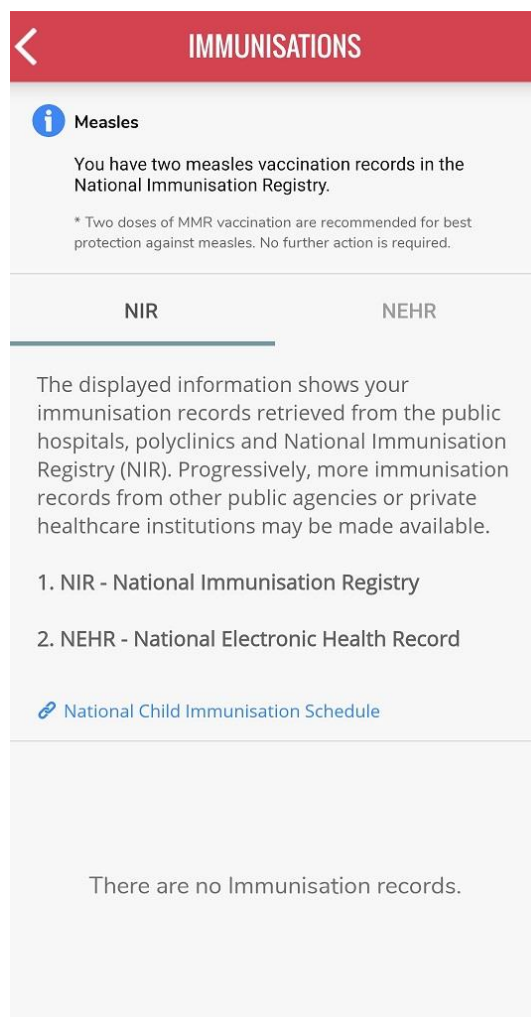 IMMUNISATIONS
Measles
You have two measles vaccination records in the
National Immunisation Registry.
* Two doses of MMR vaccination are recommended for best
protection against measles. No further action is required.
NIR
NEHR
The displayed information shows your
immunisation records retrieved from the public
hospitals, polyclinics and National Immunisation
Registry (NIR). Progressively, more immunisation
records from other public agencies or private
healthcare institutions may be made available.
1. NIR - National Immunisation Registry
2. NEHR - National Electronic Health Record
National Child Immunisation Schedule
There are no Immunisation records.